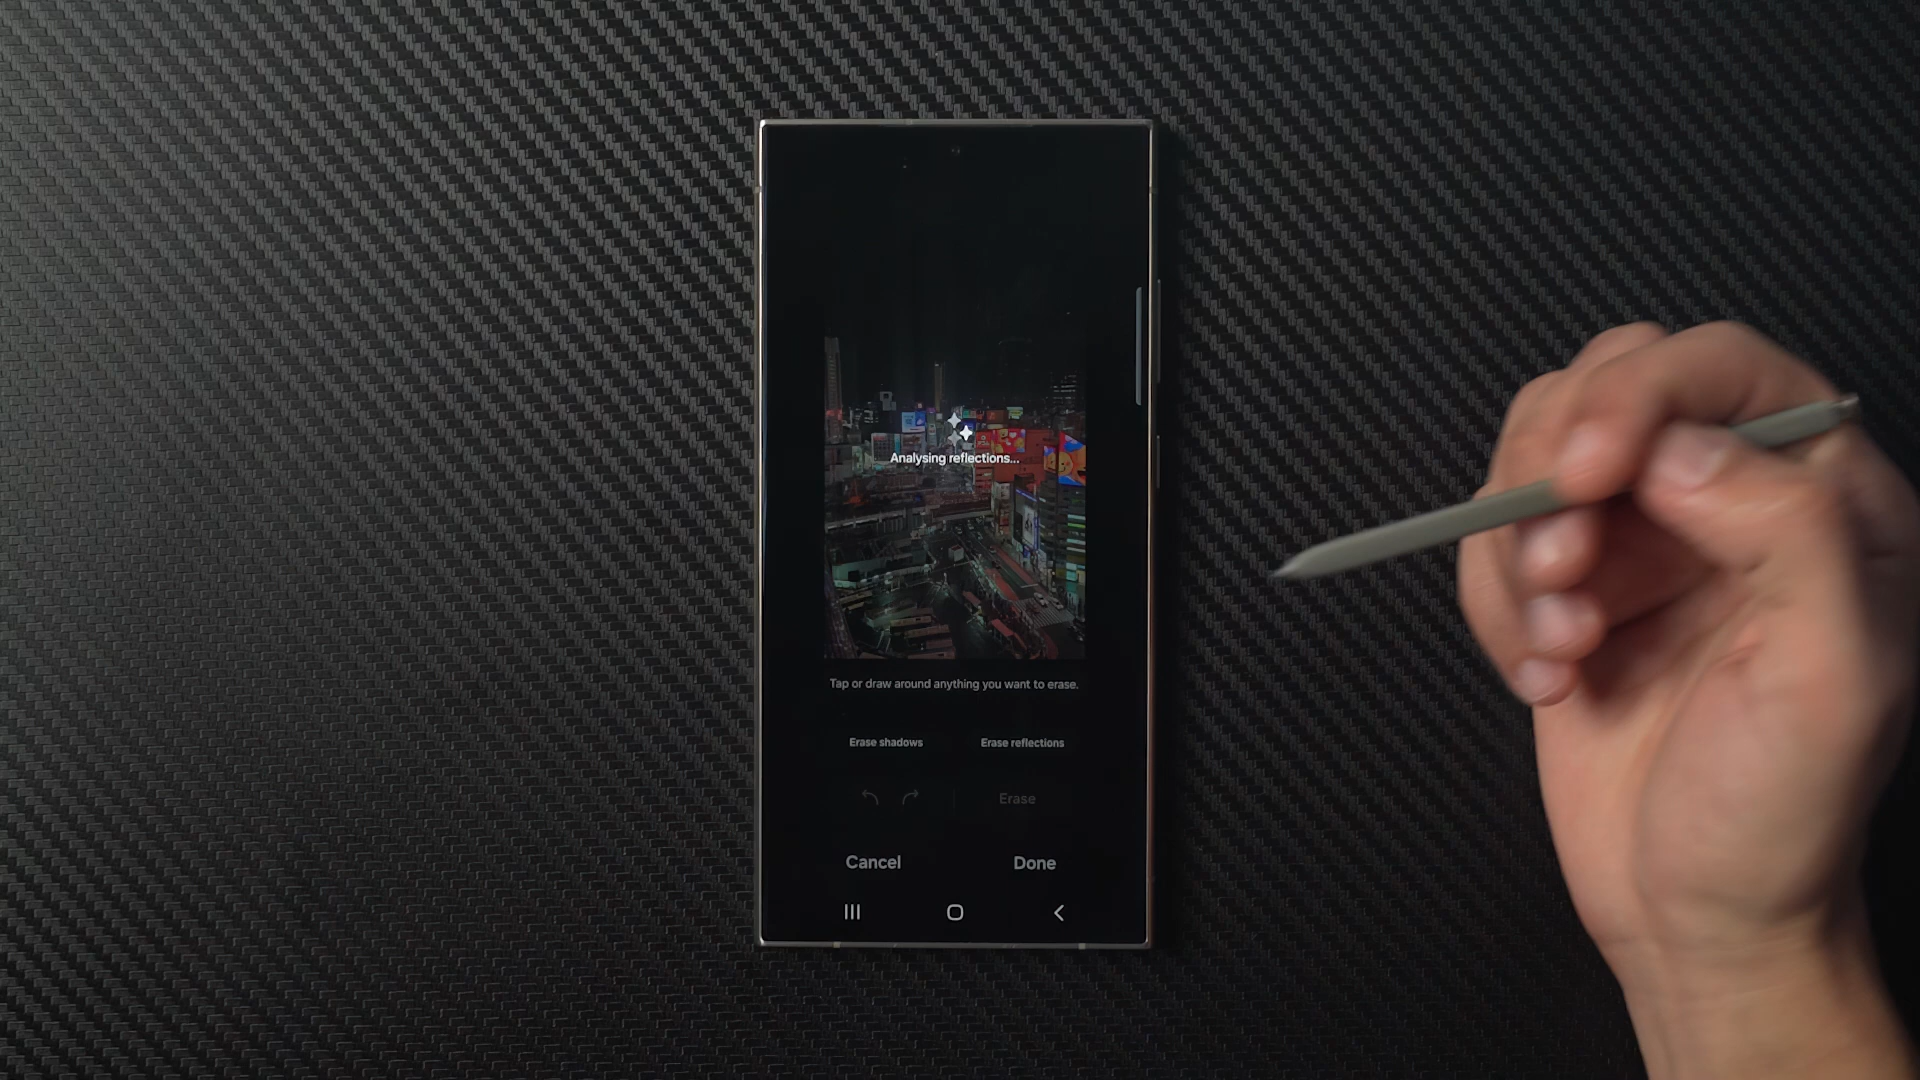 Analysing reflections...
Tap or draw around anything you want to erase.
Erase shadows
Erase reflections
Erase
Cancel
Done